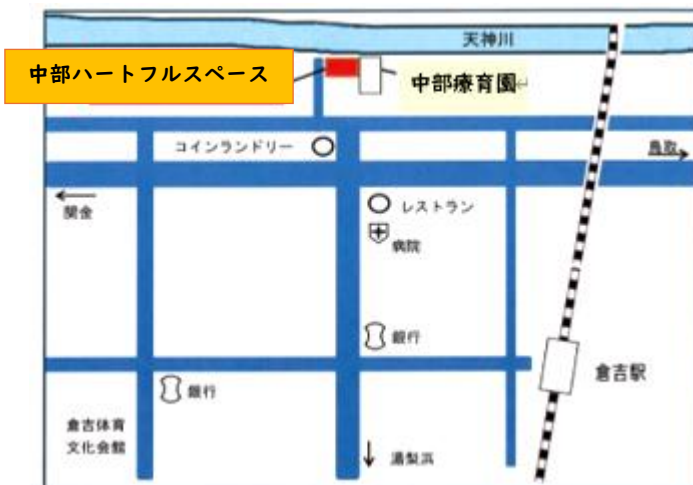 天神川
中部ハートフルスペース
中部療育園
コインランドリー
鳥取
関金
レストラン
病院
銀行
倉吉駅
銀行
倉吉体育
文化会館
湯梨浜